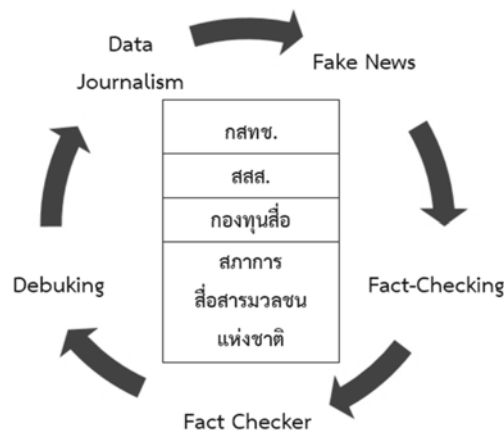 Data
Journalism
Fake News
กสทช.
สสส.
กองทุนสื่อ
สภาการ
สื่อสารมวลชน
แห่งชาติ
Debuking
Fact-Checking
Fact Checker